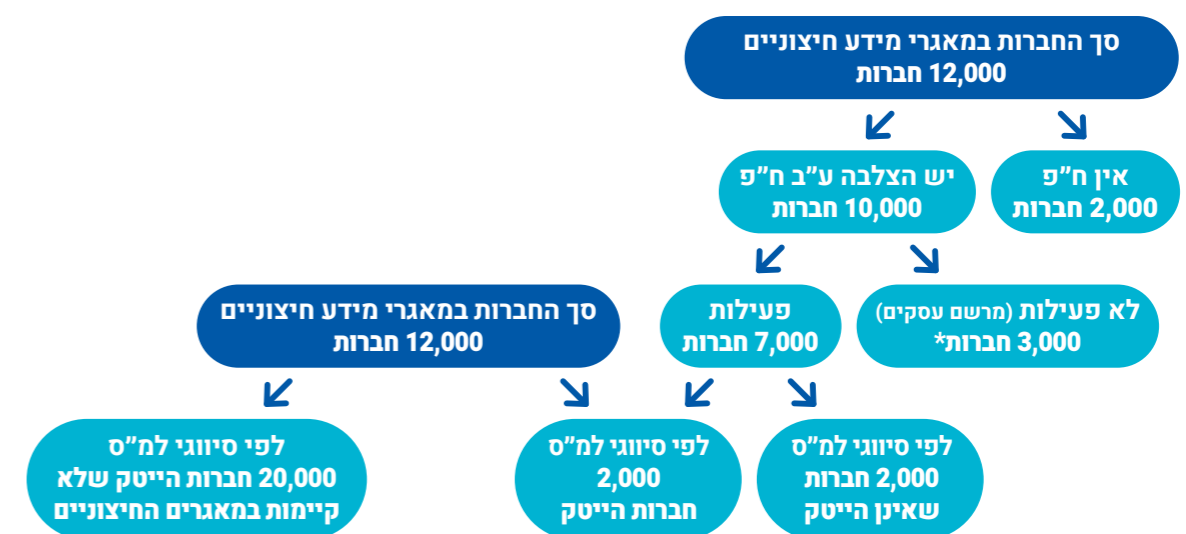 סך החברות במאגרי מידע חיצוניים
12,000 חברות
אין ח״פ
2,000 חברות
יש הצלבה ע״ב ח״פ
10,000 חברות
לא פעילות (מרשם עסקים)
3,000 חברות*
פעילות
7,000 חברות
סך החברות במאגרי מידע חיצוניים
12,000 חברות
לפי סיווגי למ״ס
2,000 חברות
שאינן הייטק
לפי סיווגי למ״ס
2,000
חברות הייטק
לפי סיווגי למ״ס
20,000 חברות הייטק שלא
קיימות במאגרים החיצוניים